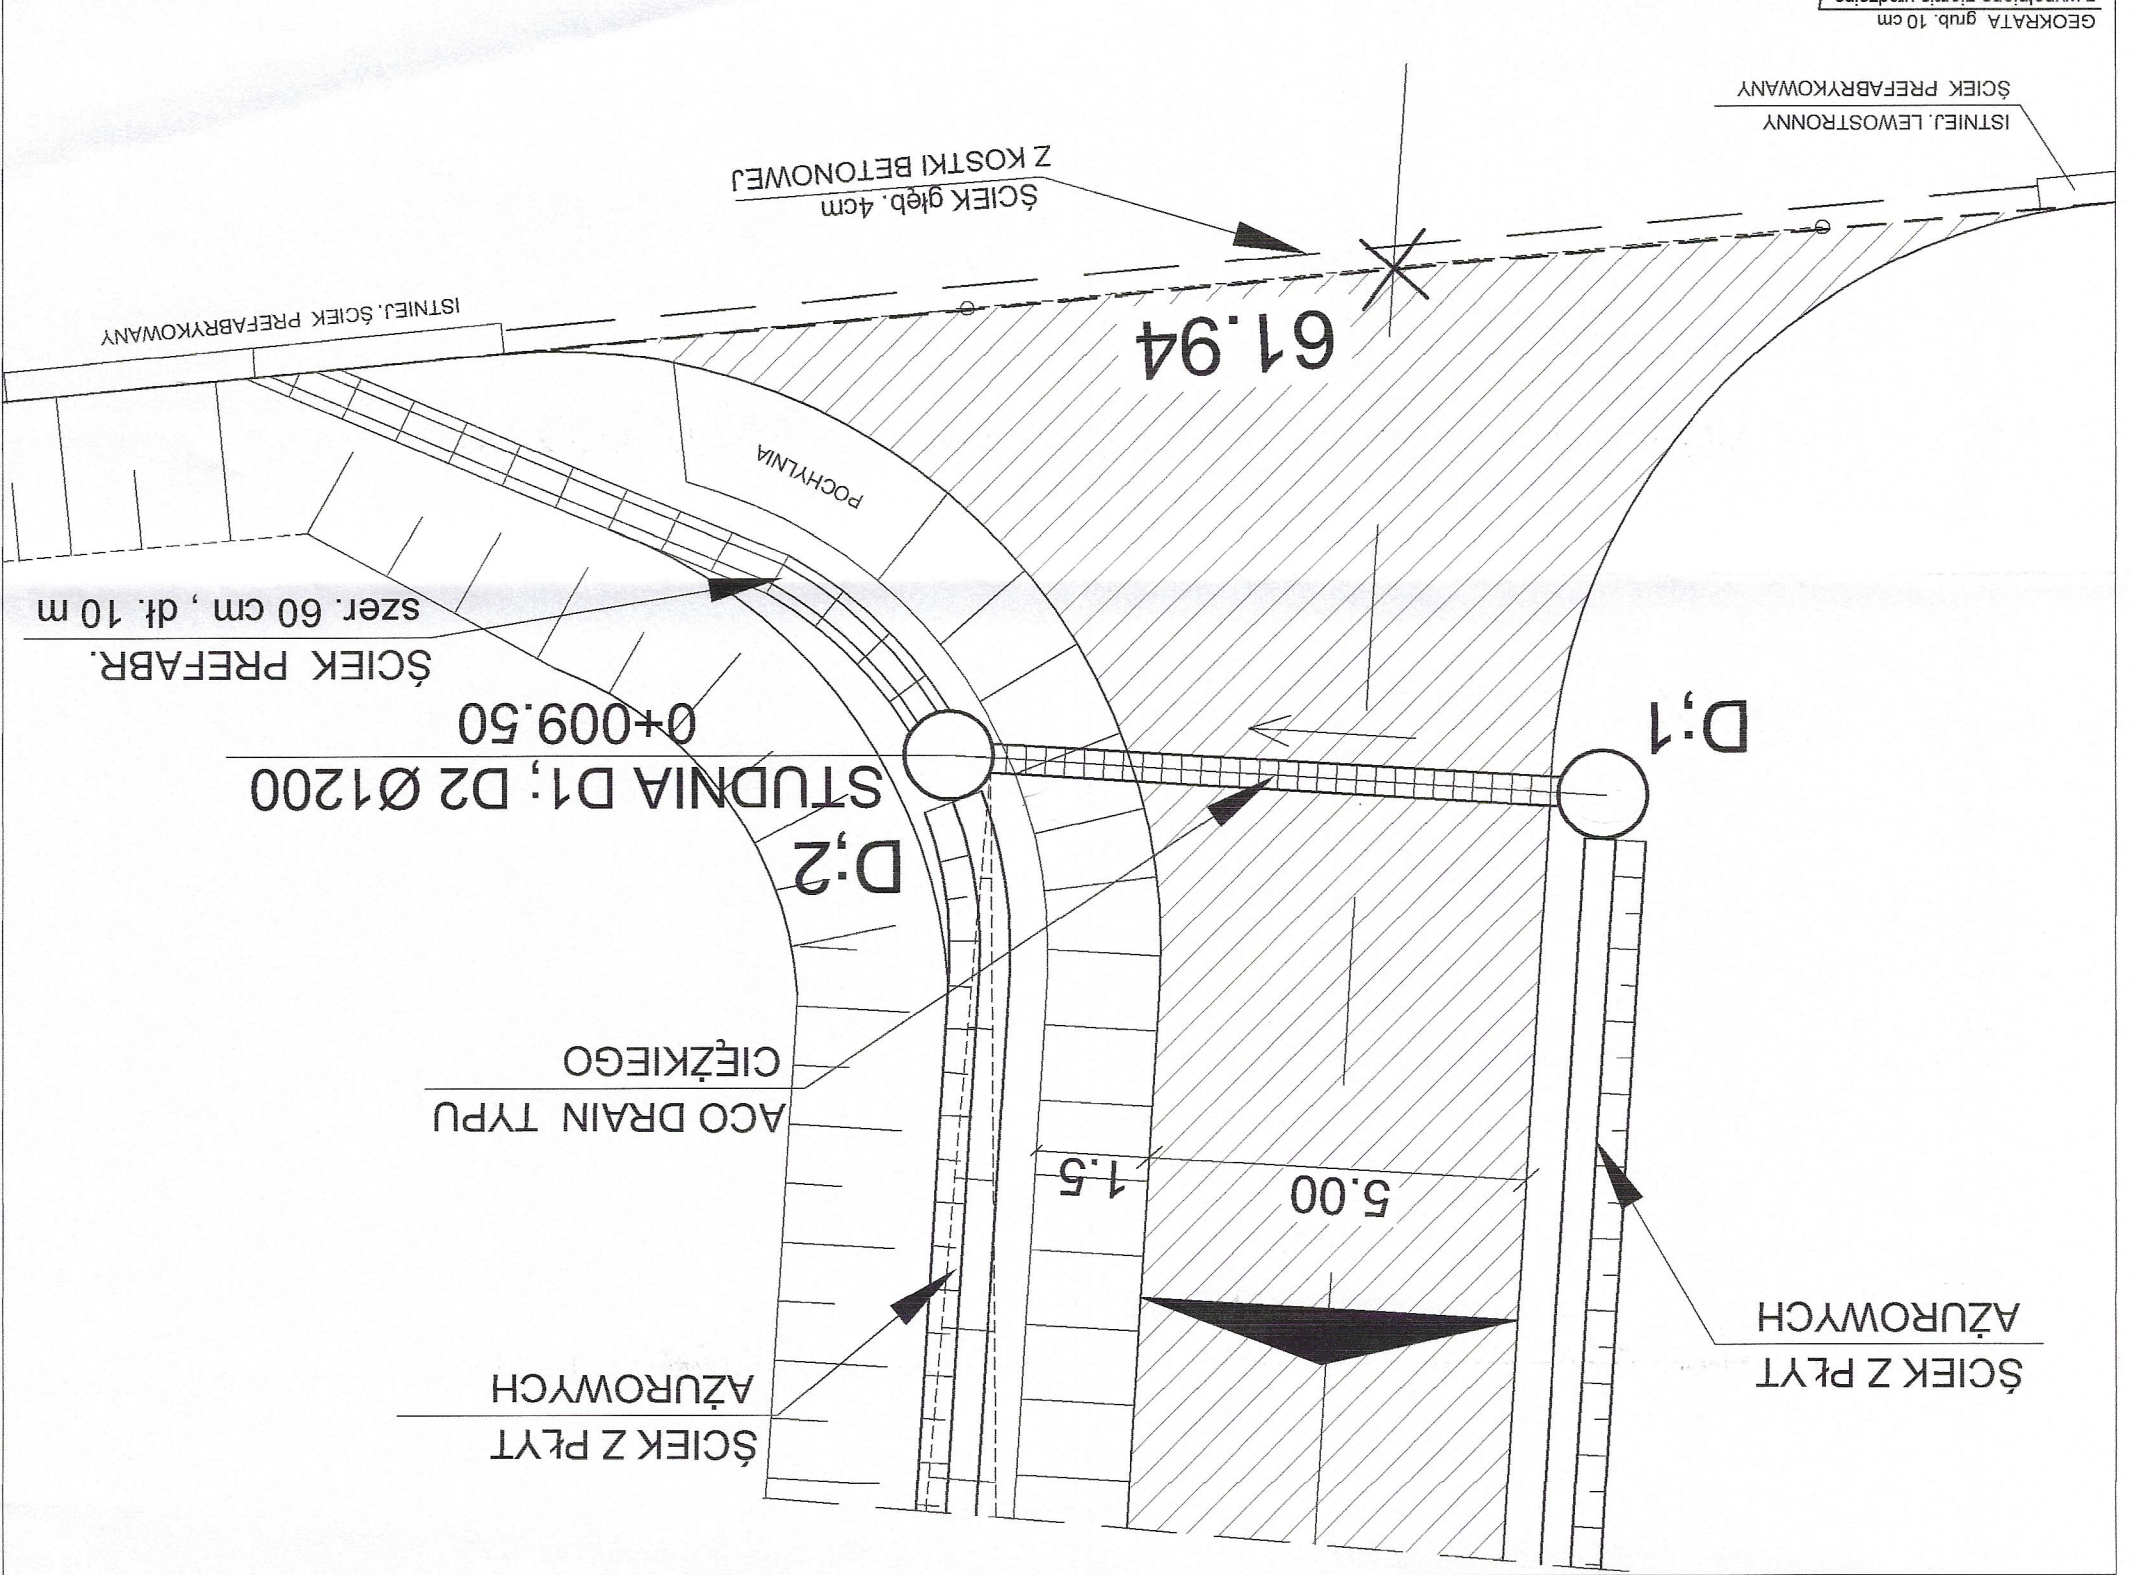 ŚCIEK Z PŁYT
AŻUROWYCH
ŚCIEK Z PŁYT
AŻUROWYCH
5.00
1.5
ACO DRAIN TYPU
CIĘŻKIEGO
D;2
STUDNIA D1; D2 Ø1200
0+009.50
D;1
ŚCIEK PREFABR.
szer. 60 cm , dł. 10 m
POCHYLNIA
61.94
ISTNIEJ. ŚCIEK PREFABRYKOWANY
ŚCIEK głęb. 4cm
Z KOSTKI BETONOWEJ
ISTNIEJ. LEWOSTRONNY
ŚCIEK PREFABRYKOWANY
GEOKRATA grub. 10 cm